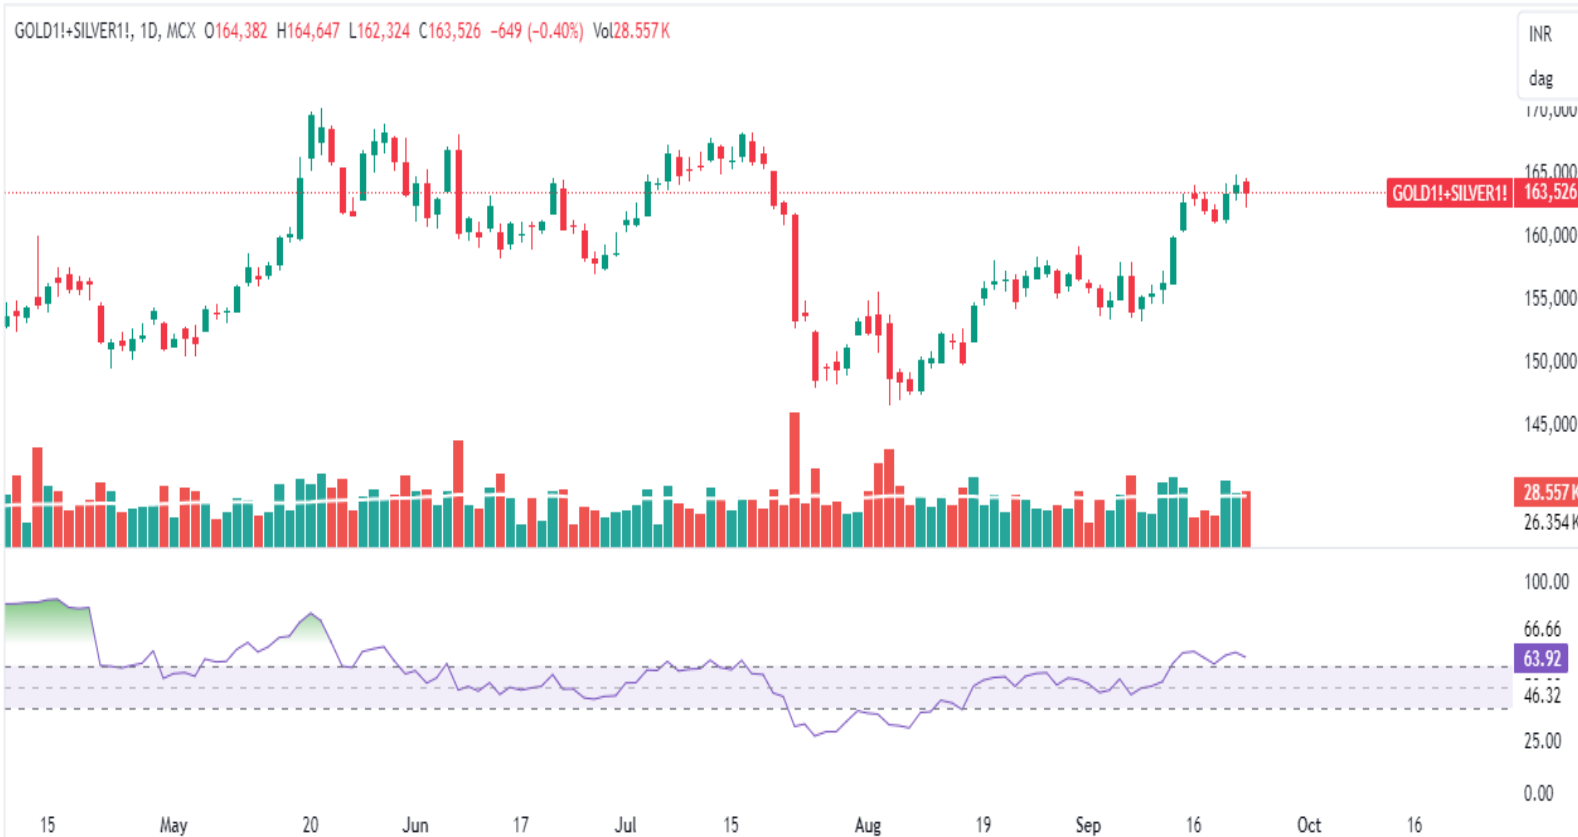 GOLD1!+SILVER1!, 1D, MCX O164,382 H164,647 L162,324 C163,526 −649 (−0.40%) Vol28.557 K
INR
dag
170,000
165,000
GOLD1!+SILVER1! 163,526
160,000
155,000
150,000
145,000
28.557 K
26.354 K
100.00
66.66
63.92
46.32
25.00
0.00
15 May 20 Jun 17 Jul 15 Aug 19 Sep 16 Oct 16